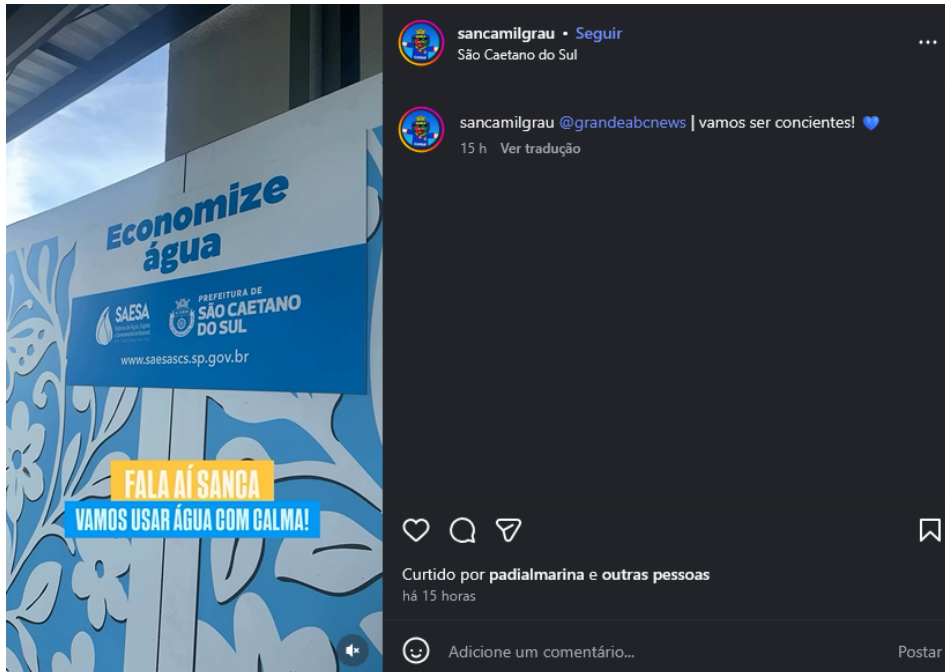 Economize
água
SAESA
PREFEITURA DE
SÃO CAETANO
DO SUL
www.saesascs.sp.gov.br
FALA AÍ SANCA
VAMOS USAR ÁGUA COM CALMA!
sancamilgrau • Seguir
São Caetano do Sul
sancamilgrau @grandeabcnews | vamos ser concientes! 💙
15 h Ver tradução
Curtido por padialmarina e outras pessoas
há 15 horas
Adicione um comentário...
Postar